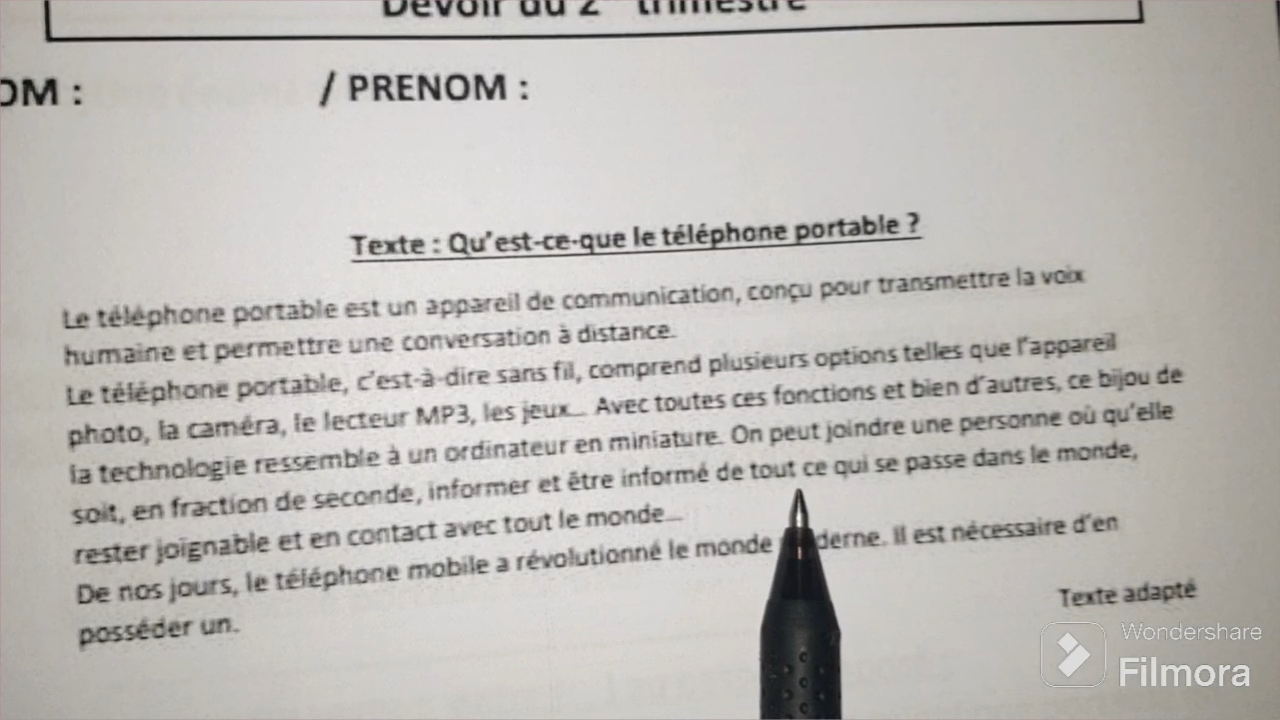 Devoir du 2 trimestre
OM : / PRENOM :
Texte : Qu'est-ce-que le téléphone portable ?
Le téléphone portable est un appareil de communication, conçu pour transmettre la voix
humaine et permettre une conversation à distance.
Le téléphone portable, c'est-à-dire sans fil, comprend plusieurs options telles que l'appareil
photo, la caméra, le lecteur MP3, les jeux... Avec toutes ces fonctions et bien d'autres, ce bijou de
la technologie ressemble à un ordinateur en miniature. On peut joindre une personne où qu'elle
soit, en fraction de seconde, informer et être informé de tout ce qui se passe dans le monde,
rester joignable et en contact avec tout le monde...
De nos jours, le téléphone mobile a révolutionné le monde derne. Il est nécessaire d'en
posséder un.
Texte adapté
Wondershare
Filmora